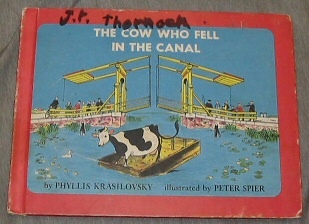 J.P. Thornock
THE COW WHO FELL
IN THE CANAL
by PHYLLIS KRASILOVSKY illustrated by PETER SPIER